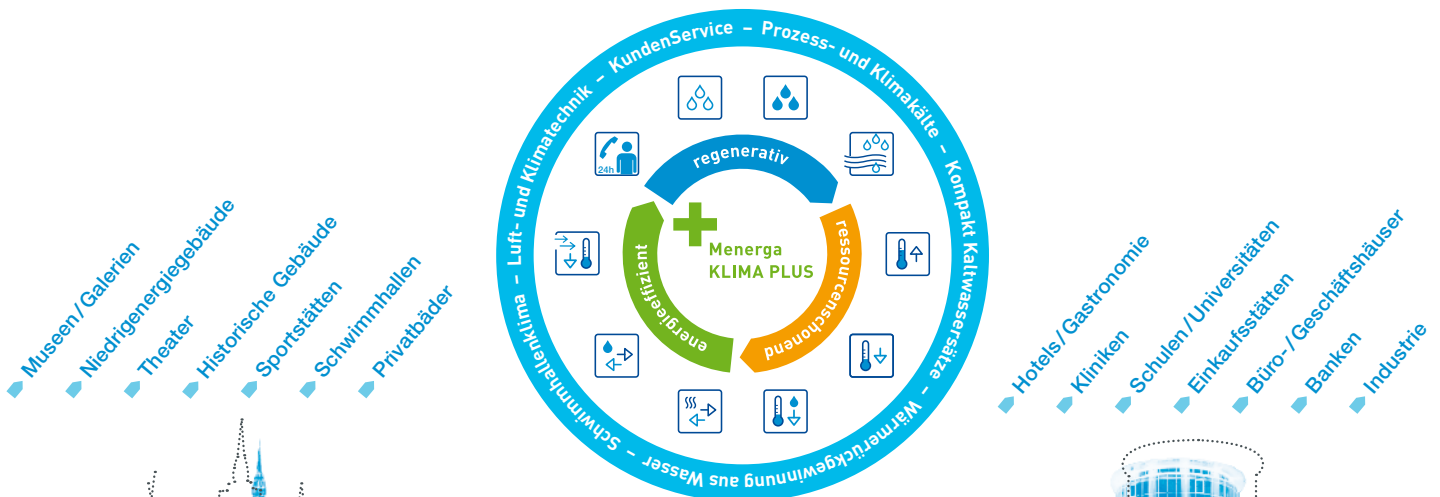 Museen / Galerien
Niedrigenergiegebäude
Theater
Historische Gebäude
Sportstätten
Schwimmhallen
Privatbäder
Schwimmhallenklima – Luft- und Klimatechnik – KundenService – Prozess- und Klimakälte – Kompakt Kaltwassersätze – Wärmerückgewinnung aus Wasser –
24h
regenerativ
ressourcenschonend
energieeffizient
Menerga
KLIMA PLUS
Hotels / Gastronomie
Kliniken
Schulen / Universitäten
Einkaufsstätten
Büro- / Geschäftshäuser
Banken
Industrie